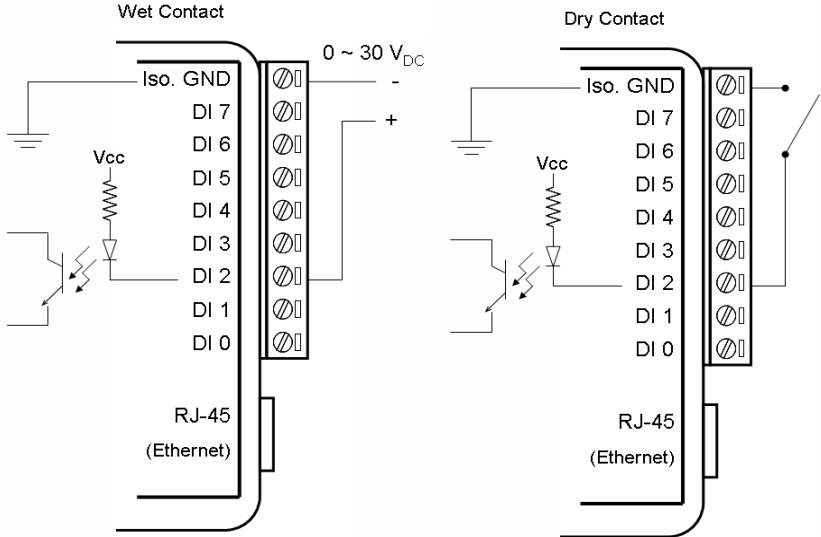 Wet Contact
0 ~ 30 VDC
-
+
Iso. GND
DI 7
DI 6
DI 5
DI 4
DI 3
DI 2
DI 1
DI 0
Vcc
RJ-45
(Ethernet)
Dry Contact
Iso. GND
DI 7
DI 6
DI 5
DI 4
DI 3
DI 2
DI 1
DI 0
Vcc
RJ-45
(Ethernet)